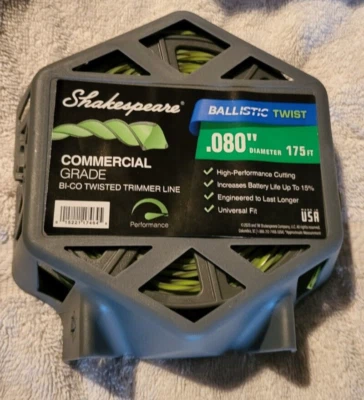 Shakespeare®
BALLISTIC TWIST
.080" DIAMETER 175 FT
COMMERCIAL
GRADE
BI-CO TWISTED TRIMMER LINE
High-Performance Cutting
Increases Battery Life Up To 15%
Engineered to Last Longer
Universal Fit
USA
Performance